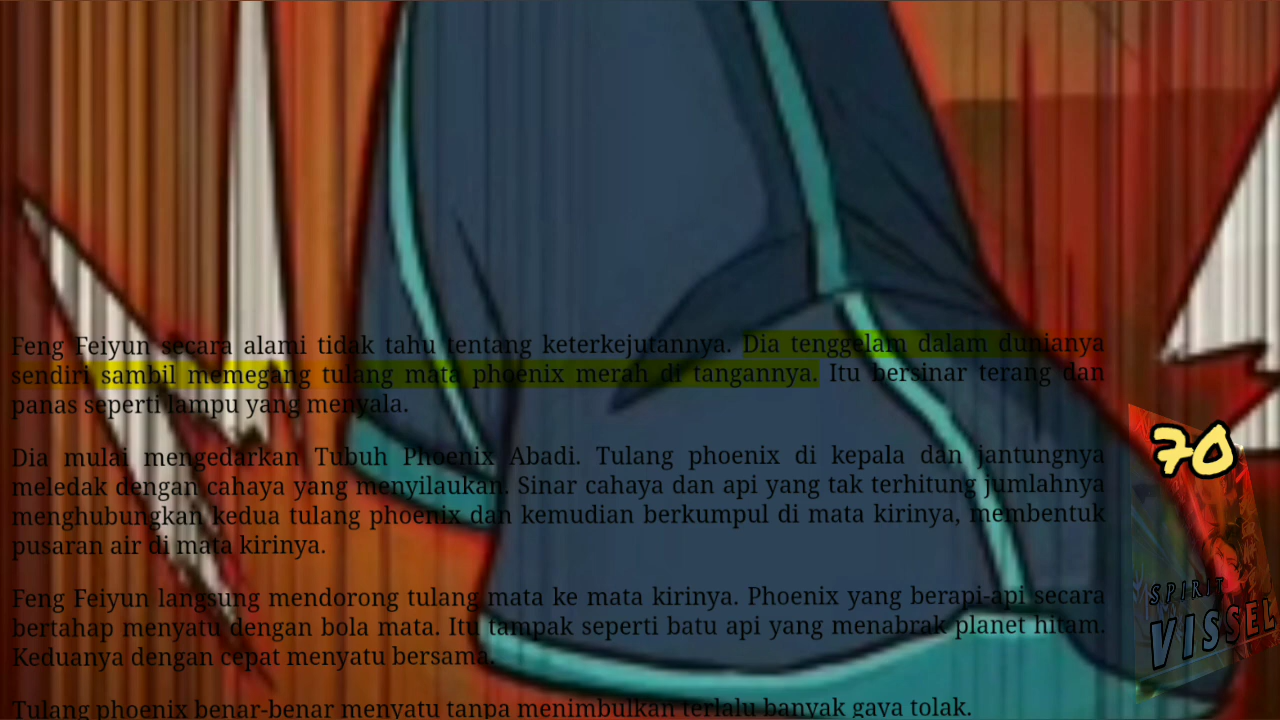 Feng Feiyun secara alami tidak tahu tentang keterkejutannya. Dia tenggelam dalam dunianya
sendiri sambil memegang tulang mata phoenix merah di tangannya. Itu bersinar terang dan
panas seperti lampu yang menyala.
Dia mulai mengedarkan Tubuh Phoenix Abadi. Tulang phoenix di kepala dan jantungnya
meledak dengan cahaya yang menyilaukan. Sinar cahaya dan api yang tak terhitung jumlahnya
menghubungkan kedua tulang phoenix dan kemudian berkumpul di mata kirinya, membentuk
pusaran air di mata kirinya.
Feng Feiyun langsung mendorong tulang mata ke mata kirinya. Phoenix yang berapi-api secara
bertahap menyatu dengan bola mata. Itu tampak seperti batu api yang menabrak planet hitam.
Keduanya dengan cepat menyatu bersama.
Tulang phoenix benar-benar menyatu tanpa menimbulkan terlalu banyak gaya tolak.
70
SPIRIT
VISSEL